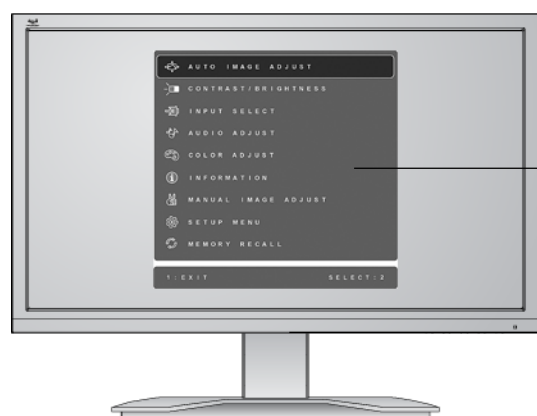 AUTO IMAGE ADJUST
CONTRAST/BRIGHTNESS
INPUT SELECT
AUDIO ADJUST
COLOR ADJUST
INFORMATION
MANUAL IMAGE ADJUST
SETUP MENU
MEMORY RECALL
1:EXIT SELECT:2